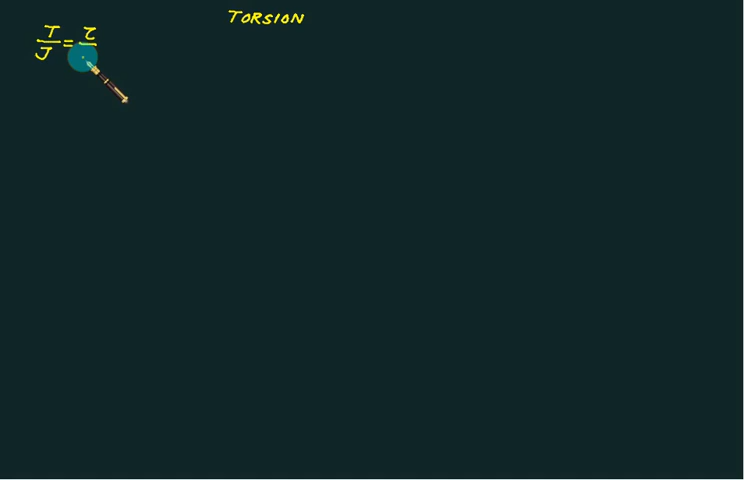 TORSION
T/J = τ/